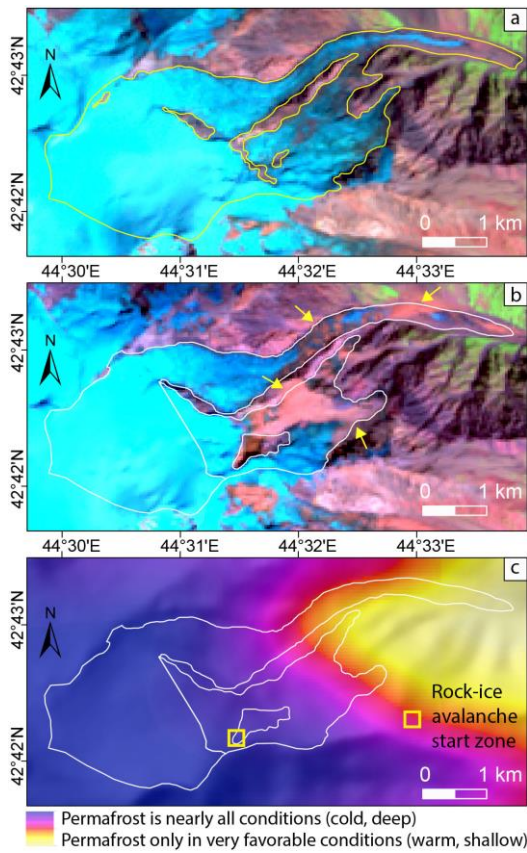 a
42°43'N
N
42°42'N
0 1 km
44°30'E 44°31'E 44°32'E 44°33'E
b
42°43'N
N
42°42'N
0 1 km
44°30'E 44°31'E 44°32'E 44°33'E
c
42°43'N
N
42°42'N
Rock-ice
avalanche
start zone
0 1 km
Permafrost is nearly all conditions (cold, deep)
Permafrost only in very favorable conditions (warm, shallow)